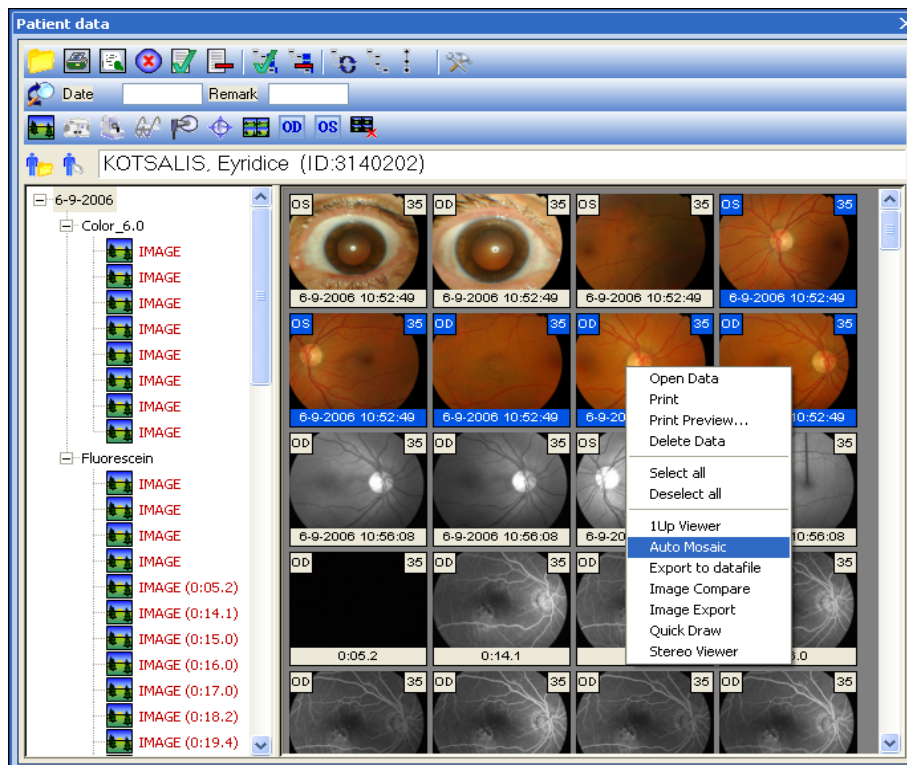 Patient data
Date Remark
OD OS
KOTSALIS, Eyridice (ID:3140202)
6-9-2006
Color_6.0
IMAGE
IMAGE
IMAGE
IMAGE
IMAGE
IMAGE
IMAGE
IMAGE
Fluorescein
IMAGE
IMAGE
IMAGE
IMAGE
IMAGE (0:05.2)
IMAGE (0:14.1)
IMAGE (0:15.0)
IMAGE (0:16.0)
IMAGE (0:17.0)
IMAGE (0:18.2)
IMAGE (0:19.4)
OS 35 OD 35 OS 35 OS 35
6-9-2006 10:52:49 6-9-2006 10:52:49 6-9-2006 10:52:49 6-9-2006 10:52:49
OS 35 OD 35 OD 35 OD 35
6-9-2006 10:52:49 6-9-2006 10:52:49 6-9-20 10:52:49
OD 35 OD 35 OS 35
6-9-2006 10:56:08 6-9-2006 10:56:08 6-9-20 10:56:08
OD 35 OD 35 OD 35
0:05.2 0:14.1
OD 35 OD 35 OD 35 OD 35
Open Data
Print
Print Preview...
Delete Data
Select all
Deselect all
1Up Viewer
Auto Mosaic
Export to datafile
Image Compare
Image Export
Quick Draw
Stereo Viewer